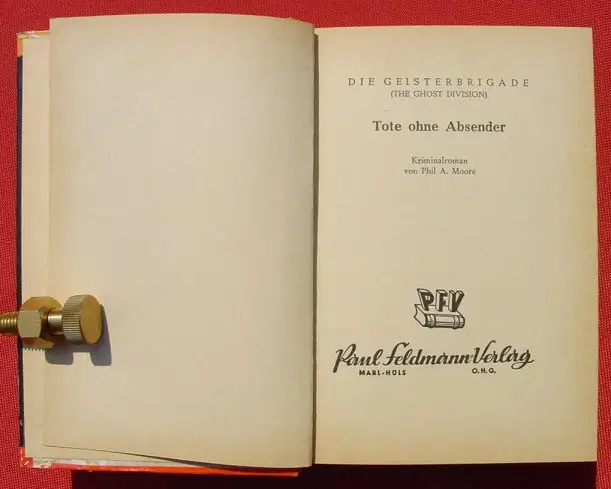 DIE GEISTERBRIGADE
(THE GHOST DIVISION)
Tote ohne Absender
Kriminalroman
von Phil A. Moore
PFV
Paul Feldmann-Verlag
MARL-HÜLS O.H.G.